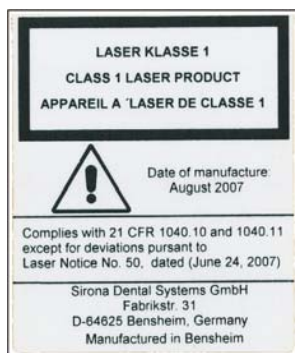 LASER KLASSE 1
CLASS 1 LASER PRODUCT
APPAREIL A ´LASER DE CLASSE 1
Date of manufacture:
August 2007
Complies with 21 CFR 1040.10 and 1040.11
except for deviations pursant to
Laser Notice No. 50, dated (June 24, 2007)
Sirona Dental Systems GmbH
Fabrikstr. 31
D-64625 Bensheim, Germany
Manufactured in Bensheim